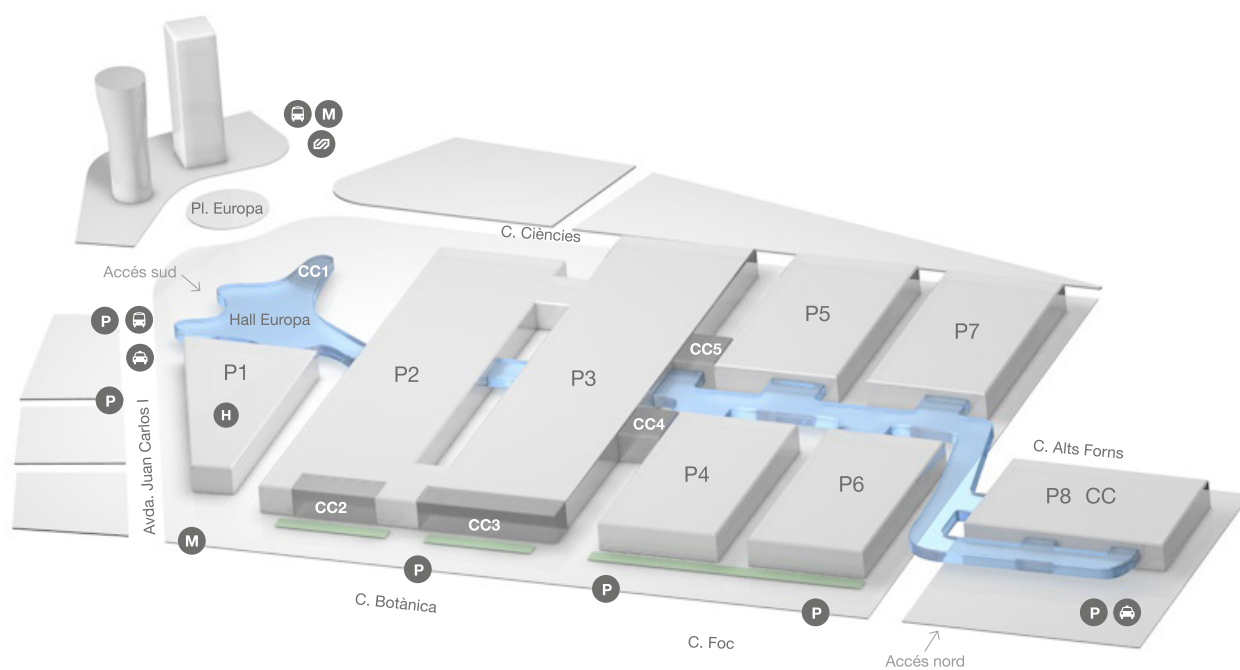 M
Pl. Europa
C. Ciències
Accés sud
CC1
Hall Europa
P
P
P1
H
P2
P3
CC5
P5
P7
CC4
P4
P6
C. Alts Forns
P8 CC
Avda. Juan Carlos I
CC2
CC3
M
P
P
P
P
C. Botànica
C. Foc
Accés nord